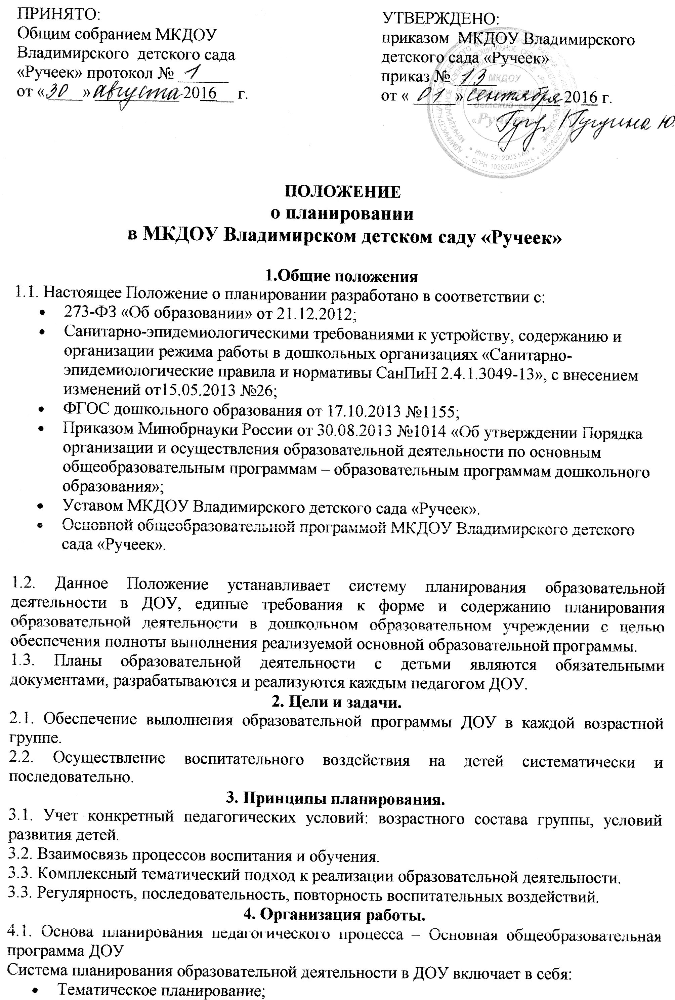 ПРИНЯТО:
Общим собранием МКДОУ
Владимирского детского сада
«Ручеек» протокол № 1
от «30» августа 2016 г.
УТВЕРЖДЕНО:
приказом МКДОУ Владимирского
детского сада «Ручеек»
приказ № 13
от « 01 » сентября 2016 г.
МКДОУ
Владимирский
детский сад
«Ручеек»
ИНН 5212005560
ОГРН 1025200870815
ПОЛОЖЕНИЕ
о планировании
в МКДОУ Владимирском детском саду «Ручеек»
1.Общие положения
1.1. Настоящее Положение о планировании разработано в соответствии с:
• 273-ФЗ «Об образовании» от 21.12.2012;
• Санитарно-эпидемиологическими требованиями к устройству, содержанию и
организации режима работы в дошкольных организациях «Санитарно-
эпидемиологические правила и нормативы СанПиН 2.4.1.3049-13», с внесением
изменений от15.05.2013 №26;
• ФГОС дошкольного образования от 17.10.2013 №1155;
• Приказом Минобрнауки России от 30.08.2013 №1014 «Об утверждении Порядка
организации и осуществления образовательной деятельности по основным
общеобразовательным программам – образовательным программам дошкольного
образования»;
• Уставом МКДОУ Владимирского детского сада «Ручеек».
• Основной общеобразовательной программой МКДОУ Владимирского детского
сада «Ручеек».
1.2. Данное Положение устанавливает систему планирования образовательной
деятельности в ДОУ, единые требования к форме и содержанию планирования
образовательной деятельности в дошкольном образовательном учреждении с целью
обеспечения полноты выполнения реализуемой основной образовательной программы.
1.3. Планы образовательной деятельности с детьми являются обязательными
документами, разрабатываются и реализуются каждым педагогом ДОУ.
2. Цели и задачи.
2.1. Обеспечение выполнения образовательной программы ДОУ в каждой возрастной
группе.
2.2. Осуществление воспитательного воздействия на детей систематически и
последовательно.
3. Принципы планирования.
3.1. Учет конкретный педагогических условий: возрастного состава группы, условий
развития детей.
3.2. Взаимосвязь процессов воспитания и обучения.
3.3. Комплексный тематический подход к реализации образовательной деятельности.
3.3. Регулярность, последовательность, повторность воспитательных воздействий.
4. Организация работы.
4.1. Основа планирования педагогического процесса – Основная общеобразовательная
программа ДОУ
Система планирования образовательной деятельности в ДОУ включает в себя:
• Тематическое планирование;